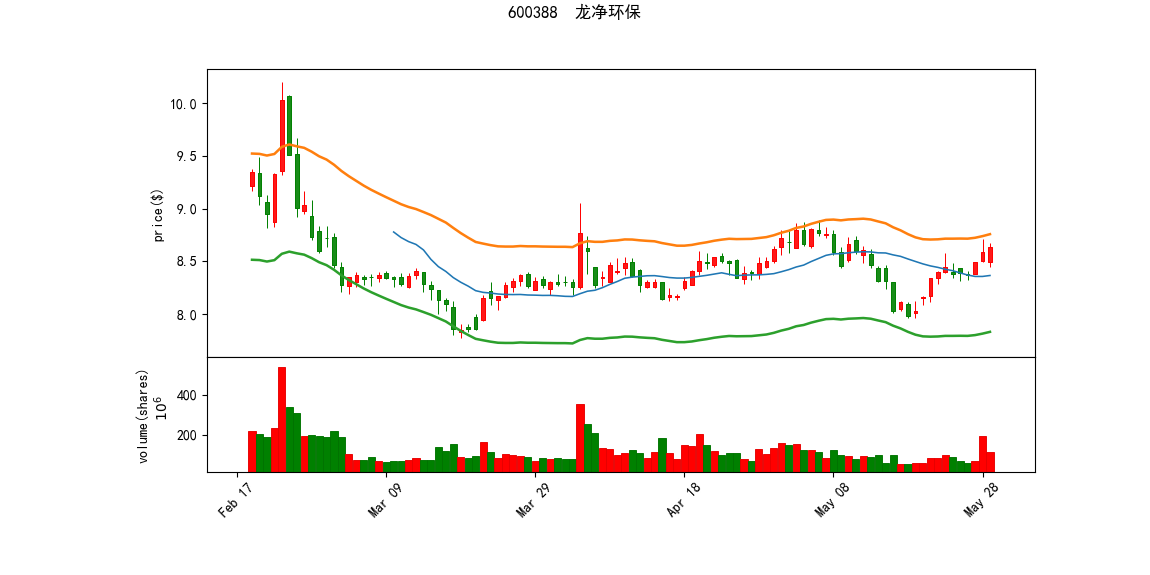 600388 龙净环保
price($)
10.0
9.5
9.0
8.5
8.0
volume(shares)
10^6
400
200
Feb 17
Mar 09
Mar 29
Apr 18
May 08
May 28